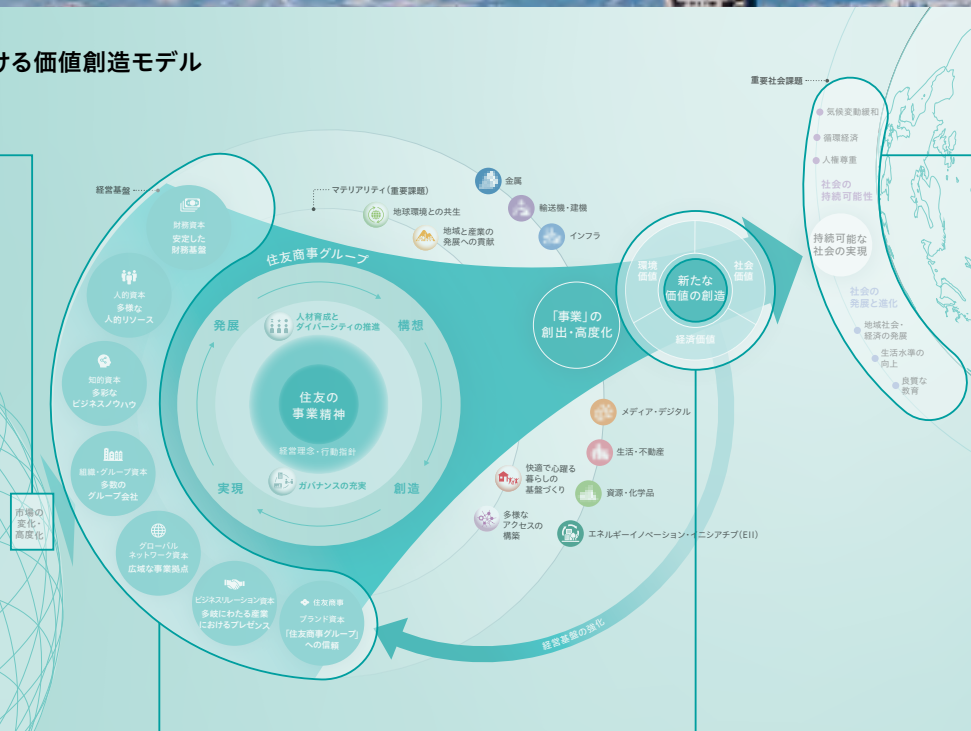 ける価値創造モデル
重要社会課題
気候変動緩和
循環経済
人権尊重
社会の
持続可能性
持続可能な
社会の実現
社会の
発展と進化
地域社会・
経済の発展
生活水準の
向上
良質な
教育
経営基盤
財務資本
安定した
財務基盤
人的資本
多様な
人的リソース
知的資本
多彩な
ビジネスノウハウ
組織・グループ資本
多数の
グループ会社
グローバル
ネットワーク資本
広域な事業拠点
ビジネスリレーション資本
多岐にわたる産業
におけるプレゼンス
住友商事
ブランド資本
「住友商事グループ」
への信頼
市場の
変化・
高度化
マテリアリティ(重要課題)
地球環境との共生
地域と産業の
発展への貢献
金属
輸送機・建機
インフラ
住友商事グループ
発展
構想
人材育成と
ダイバーシティの推進
住友の
事業精神
経営理念・行動指針
ガバナンスの充実
実現
創造
「事業」の
創出・高度化
環境
価値
社会
価値
新たな
価値の創造
経済価値
メディア・デジタル
生活・不動産
快適で心躍る
暮らしの
基盤づくり
資源・化学品
多様な
アクセスの
構築
エネルギーイノベーション・イニシアチブ(EII)
経営基盤の強化